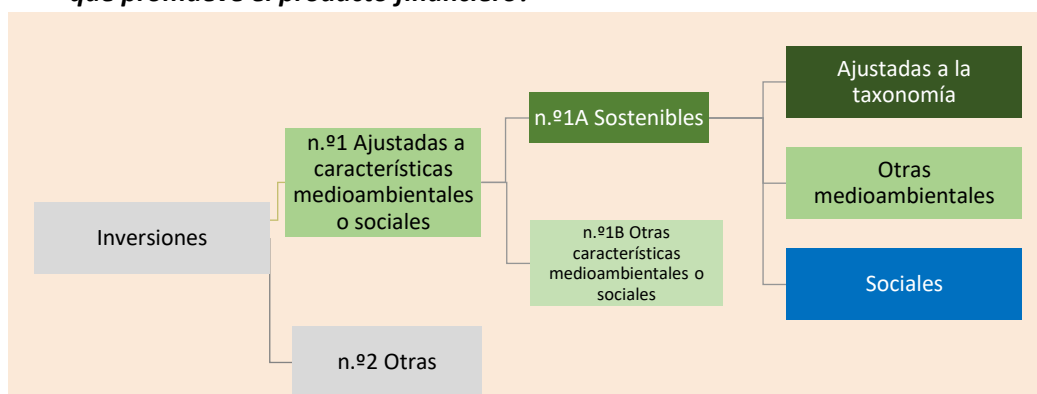 que promueve el producto financiero?
Inversiones
n.º1 Ajustadas a
características
medioambientales
o sociales
n.º2 Otras
n.º1A Sostenibles
n.º1B Otras
características
medioambientales o
sociales
Ajustadas a la
taxonomía
Otras
medioambientales
Sociales